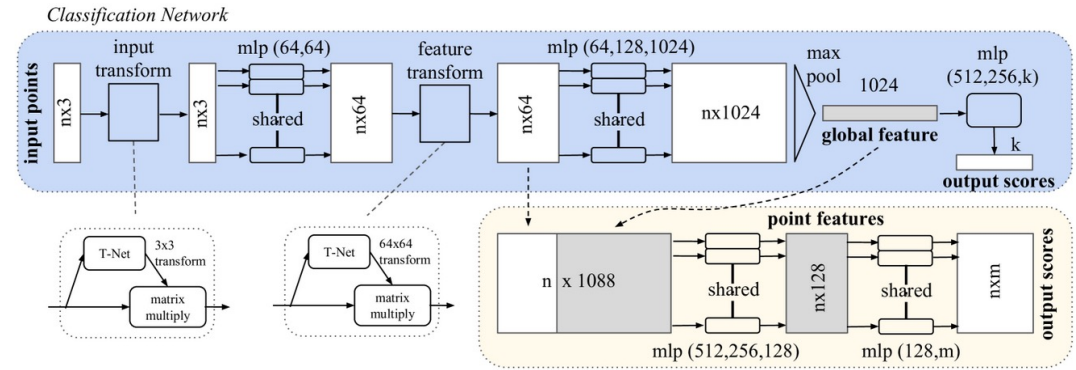 Classification Network
input
transform
mlp (64,64)
feature
transform
mlp (64,128,1024)
max
pool
mlp
(512,256,k)
input points
nx3
nx3
shared
nx64
nx64
shared
nx1024
1024
global feature
k
output scores
point features
T-Net
3x3
transform
matrix
multiply
T-Net
64x64
transform
matrix
multiply
n x 1088
shared
nx128
shared
nxm
output scores
mlp (512,256,128)
mlp (128,m)